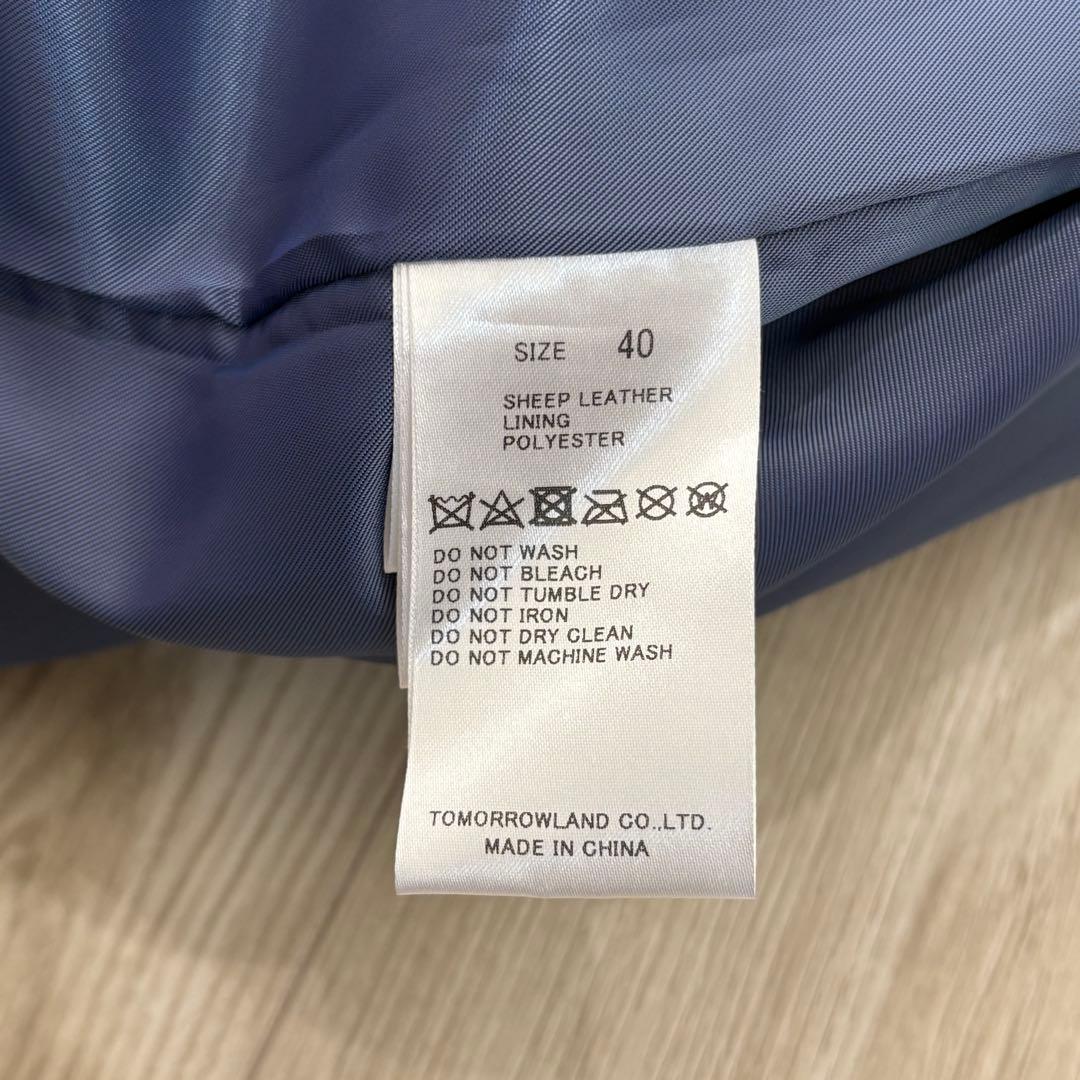 SIZE 40
SHEEP LEATHER
LINING
POLYESTER
DO NOT WASH
DO NOT BLEACH
DO NOT TUMBLE DRY
DO NOT IRON
DO NOT DRY CLEAN
DO NOT MACHINE WASH
TOMORROWLAND CO.,LTD.
MADE IN CHINA